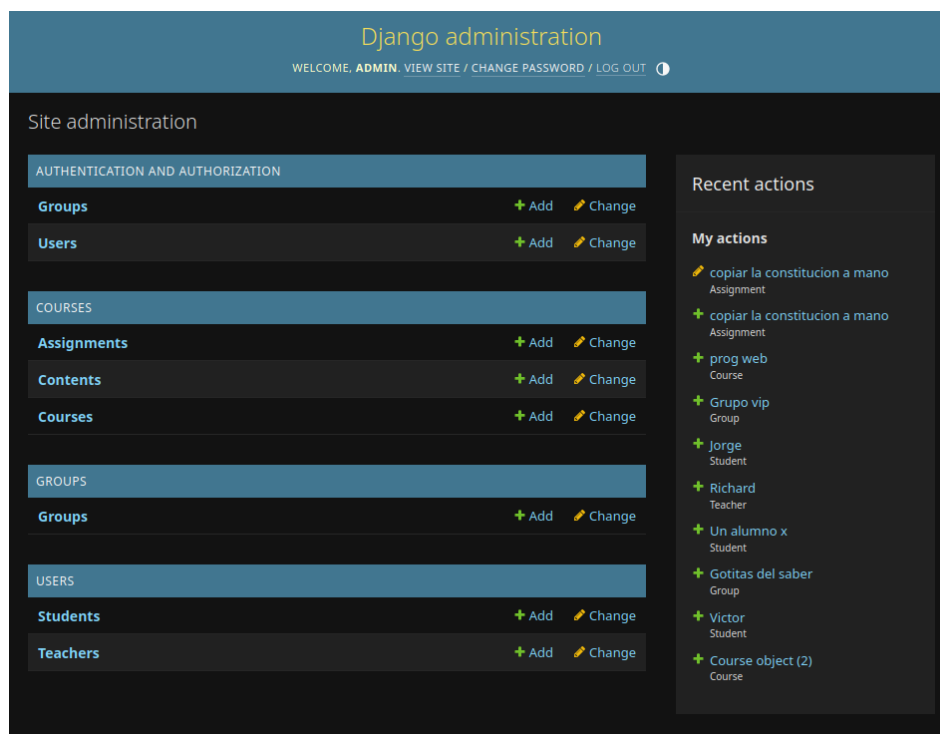 Django administration
WELCOME, ADMIN. VIEW SITE / CHANGE PASSWORD / LOG OUT
Site administration
AUTHENTICATION AND AUTHORIZATION
Groups Add Change
Users Add Change
COURSES
Assignments Add Change
Contents Add Change
Courses Add Change
GROUPS
Groups Add Change
USERS
Students Add Change
Teachers Add Change
Recent actions
My actions
copiar la constitucion a mano
Assignment
copiar la constitucion a mano
Assignment
prog web
Course
Grupo vip
Group
Jorge
Student
Richard
Teacher
Un alumno x
Student
Gotitas del saber
Group
Victor
Student
Course object (2)
Course